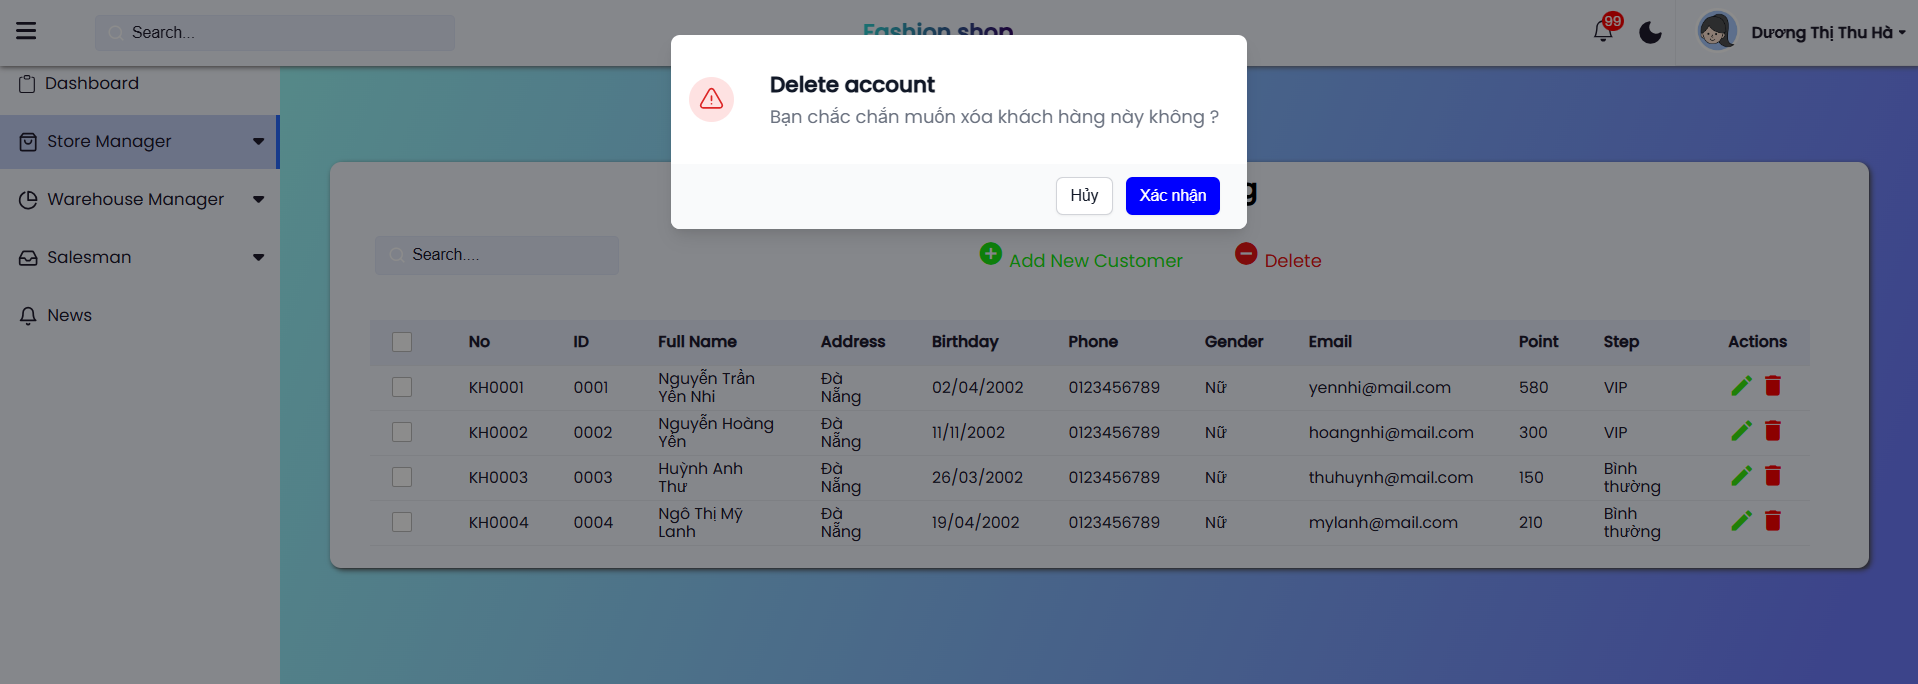 Search...
Fashion shop
99
Dương Thị Thu Hà
Dashboard
Store Manager
Warehouse Manager
Salesman
News
Delete account
Bạn chắc chắn muốn xóa khách hàng này không ?
Hủy
Xác nhận
Search....
Add New Customer
Delete
No ID Full Name Address Birthday Phone Gender Email Point Step Actions
KH0001 0001 Nguyễn Trần Yên Nhi Đà Nẵng 02/04/2002 0123456789 Nữ yennhi@mail.com 580 VIP
KH0002 0002 Nguyễn Hoàng Yến Đà Nẵng 11/11/2002 0123456789 Nữ hoangnhi@mail.com 300 VIP
KH0003 0003 Huỳnh Anh Thư Đà Nẵng 26/03/2002 0123456789 Nữ thuhuynh@mail.com 150 Bình thường
KH0004 0004 Ngô Thị Mỹ Lanh Đà Nẵng 19/04/2002 0123456789 Nữ mylanh@mail.com 210 Bình thường